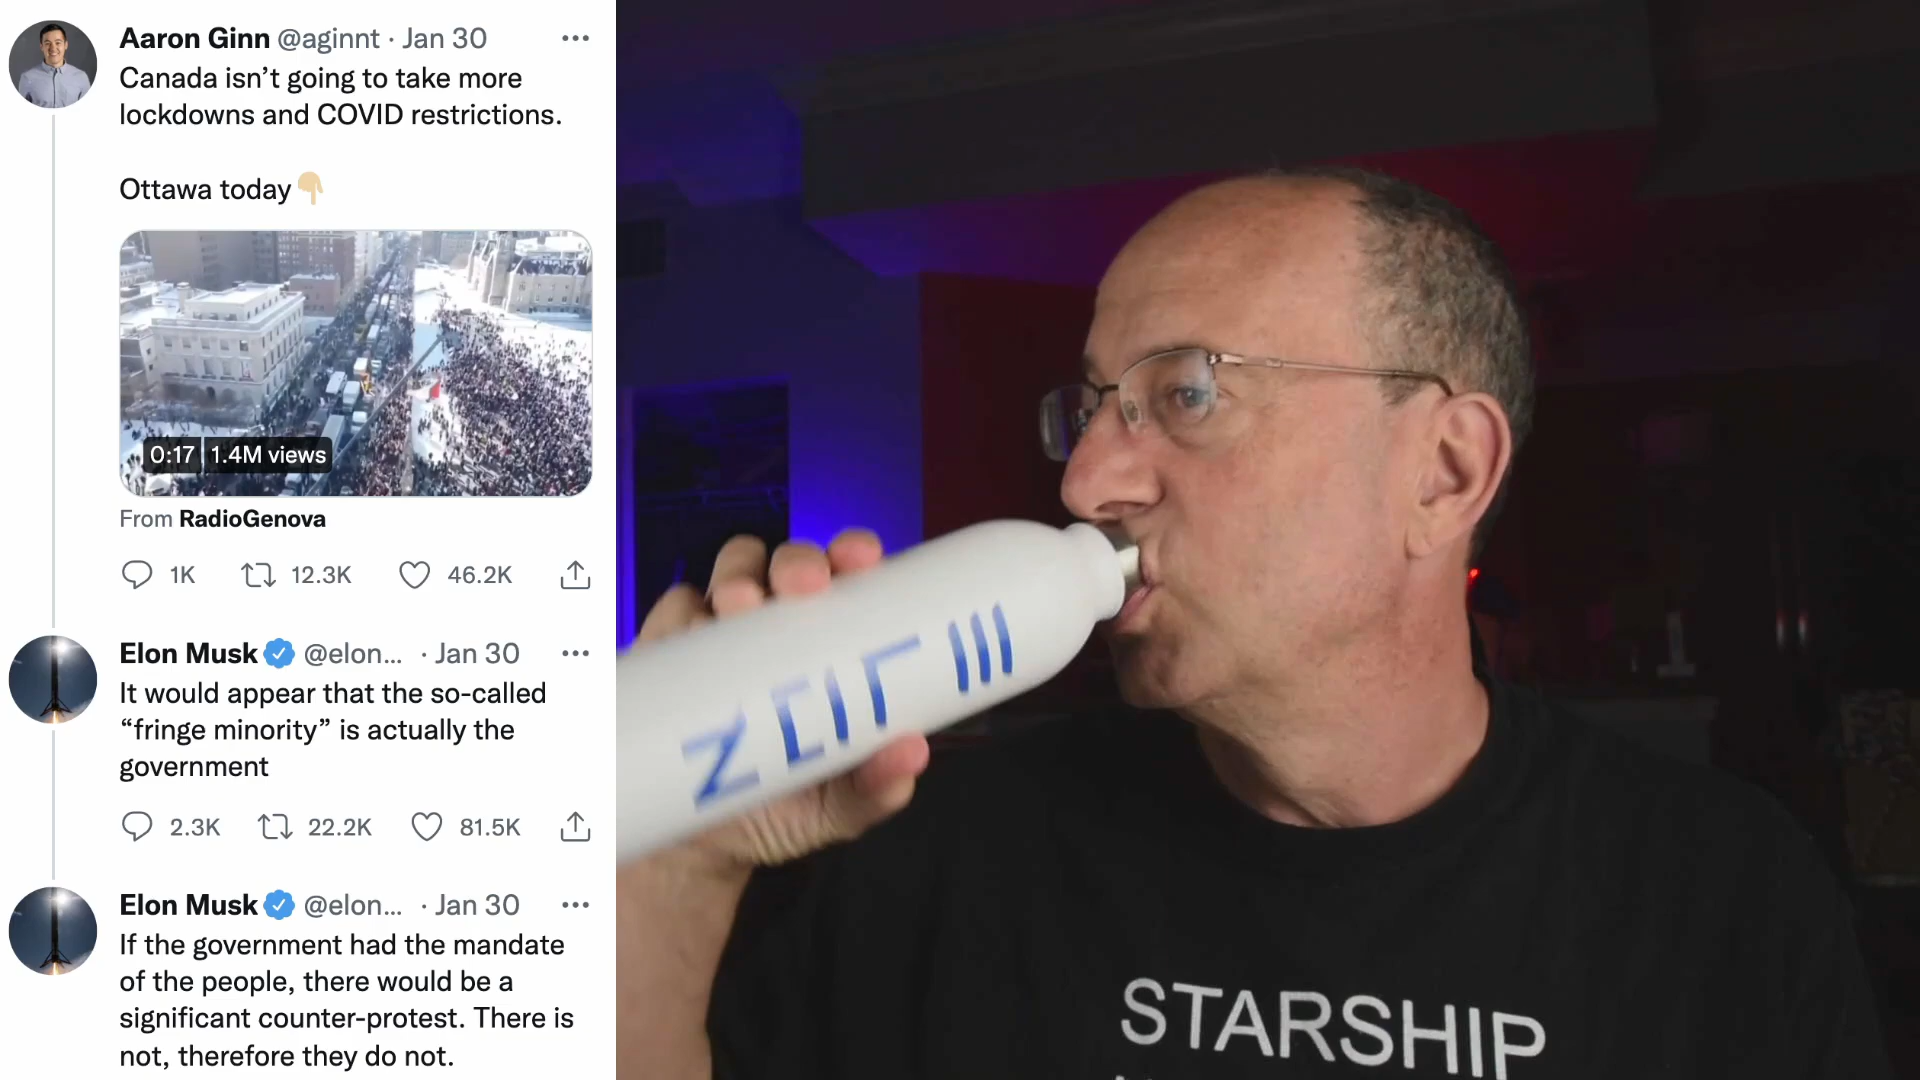 Aaron Ginn @aginnt · Jan 30
Canada isn’t going to take more
lockdowns and COVID restrictions.
Ottawa today👇🏼
0:17 1.4M views
From RadioGenova
1K 12.3K 46.2K
Elon Musk @elon... · Jan 30
It would appear that the so-called
“fringe minority” is actually the
government
2.3K 22.2K 81.5K
Elon Musk @elon... · Jan 30
If the government had the mandate
of the people, there would be a
significant counter-protest. There is
not, therefore they do not.
STARSHIP